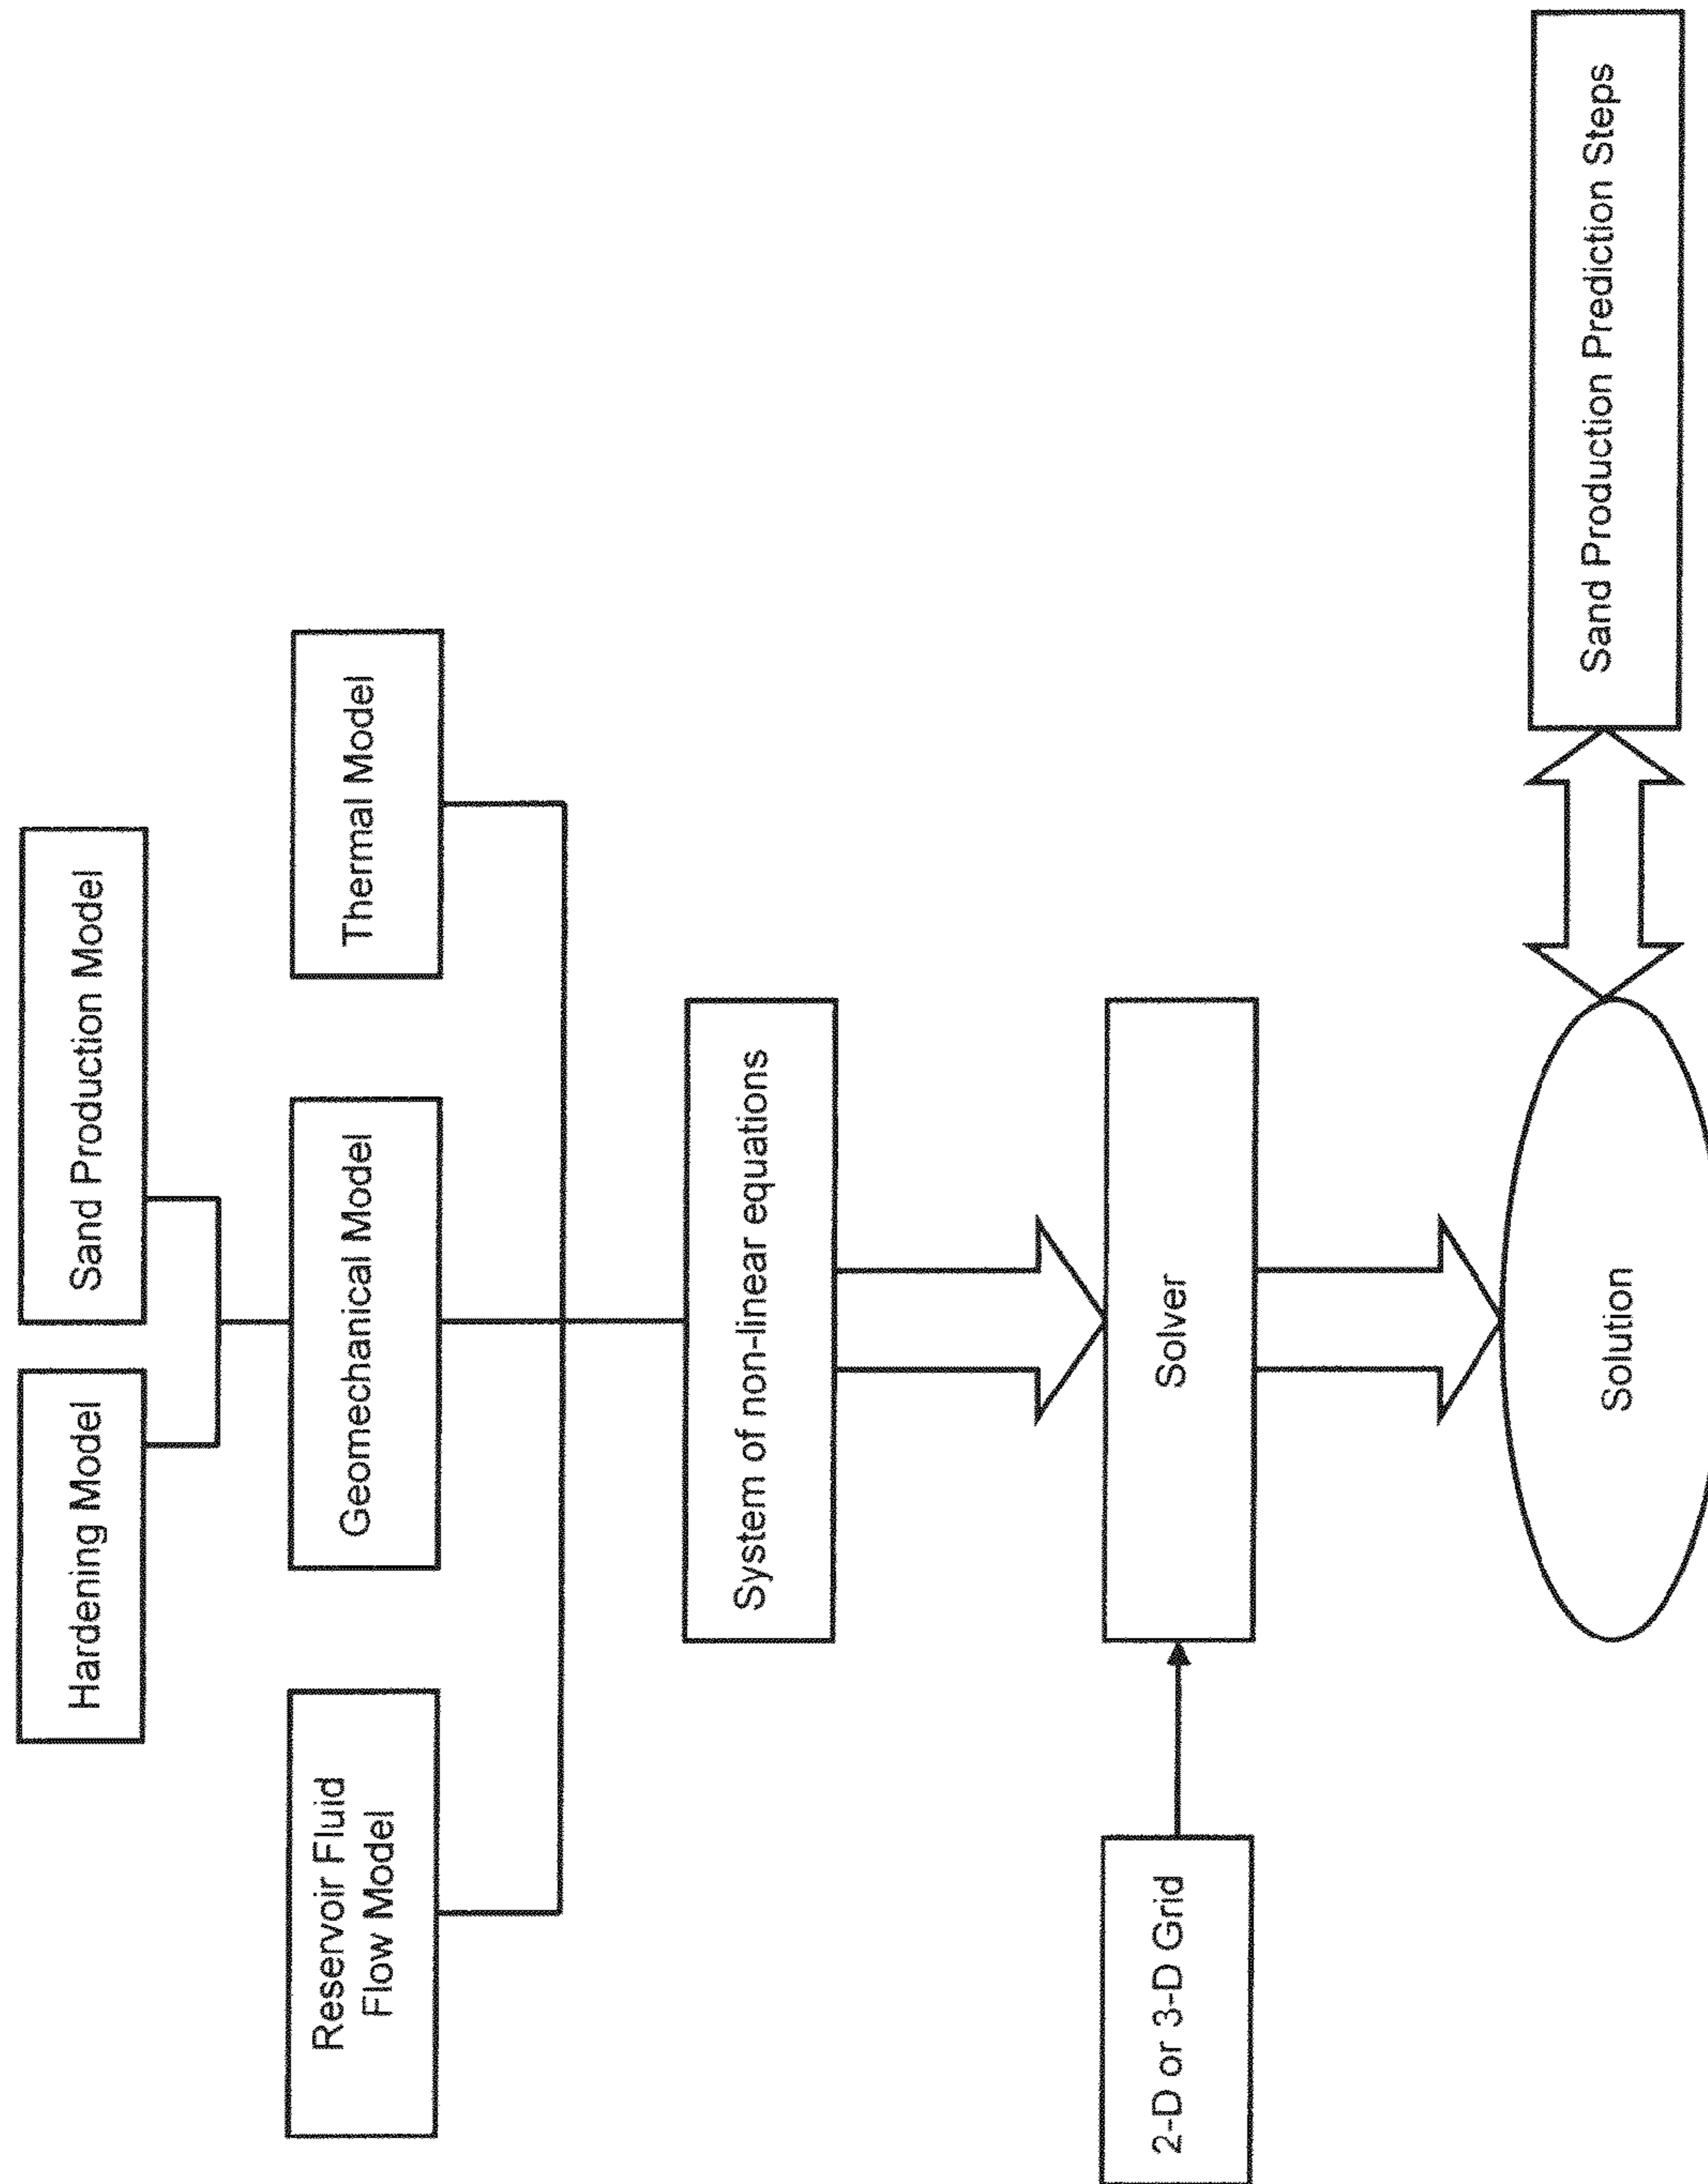 Hardening Model
Sand Production Model
Reservoir Fluid
Flow Model
Geomechanical Model
Thermal Model
System of non-linear equations
2-D or 3-D Grid
Solver
Solution
Sand Production Prediction Steps